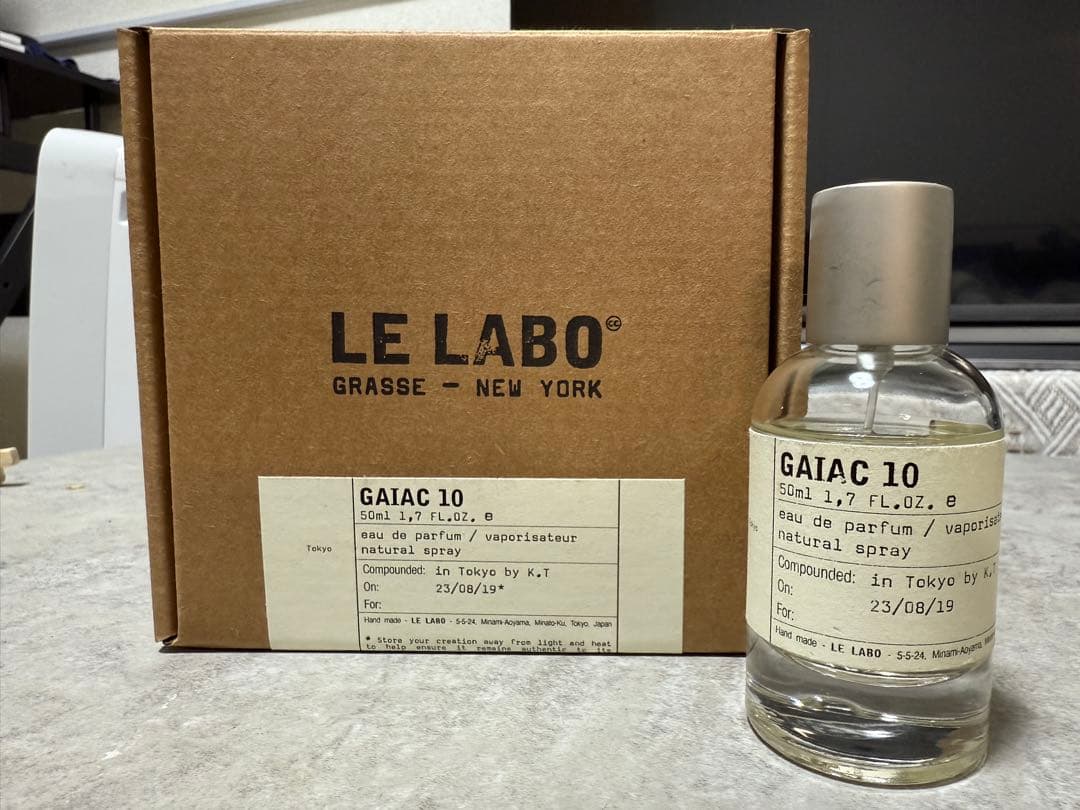 LE LABO
GRASSE – NEW YORK
GAIAC 10
50ml 1,7 FL.OZ. e
eau de parfum / vaporisateur
natural spray
Tokyo
Compounded: in Tokyo by K.T
On: 23/08/19*
For:
Hand made - LE LABO - 5-5-24, Minami-Aoyama, Minato-Ku, Tokyo, Japan
* Store your creation away from light and heat
to help ensure it remains authentic to its
GAIAC 10
50ml 1,7 FL.OZ. e
eau de parfum / vaporisate
natural spray
Tokyo
Compounded: in Tokyo by K.T
On: 23/08/19
For:
Hand made - LE LABO - 5-5-24, Minami-Aoyama,